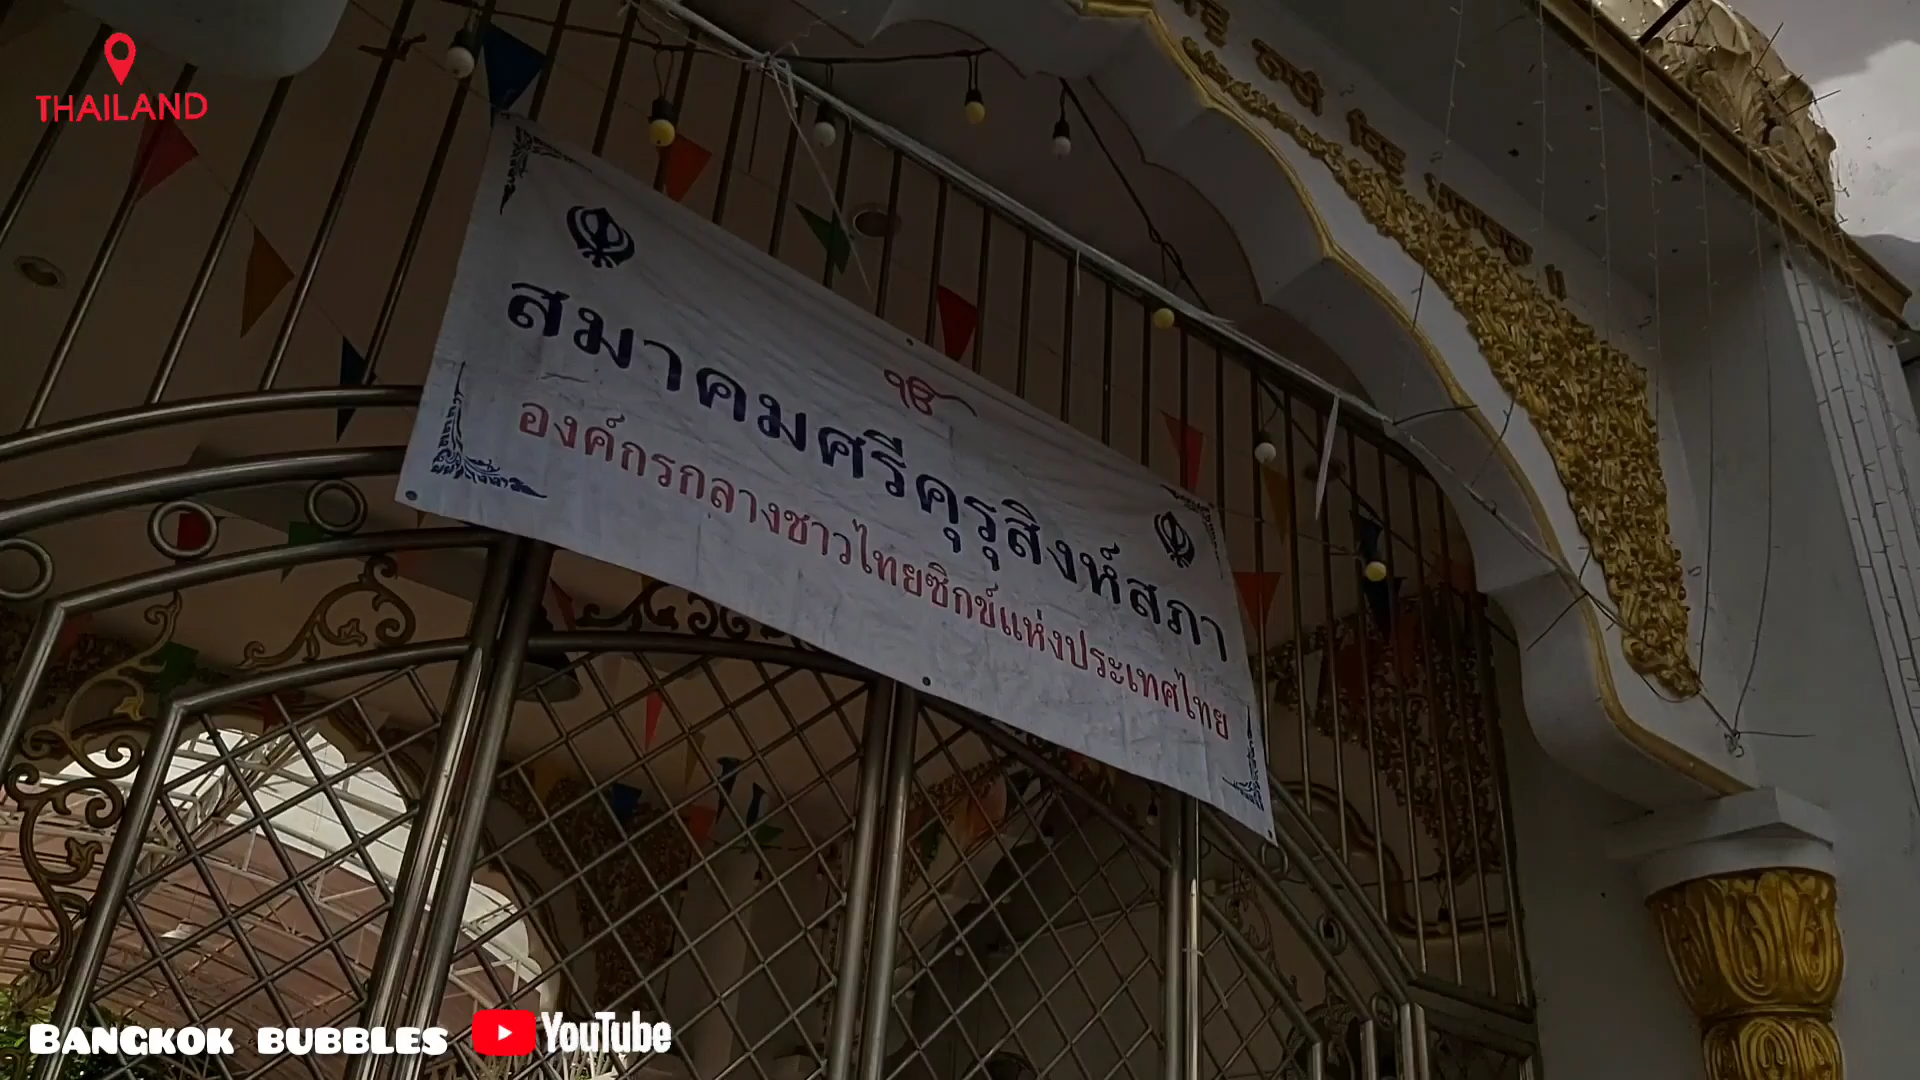 THAILAND
ੴ
สมาคมศรีคุรุสิงห์สภา
องค์กรกลางชาวไทยซิกข์แห่งประเทศไทย
BANGKOK BUBBLES YouTube